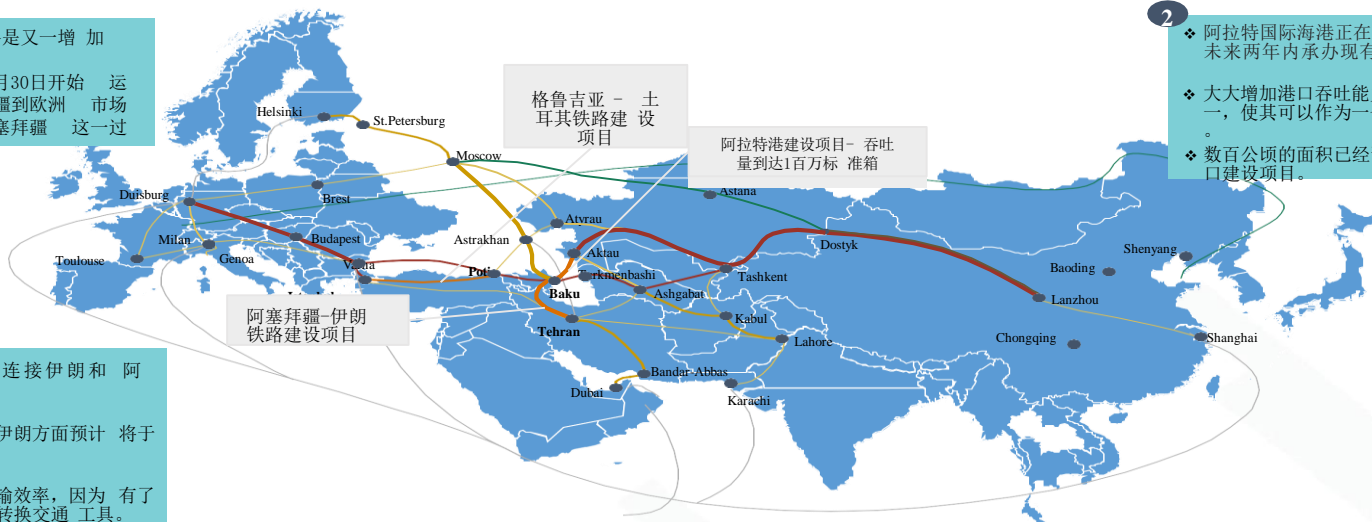 是又一增 加
月30日开始 运
疆到欧洲 市场
塞拜疆 这一过
2
❖ 阿拉特国际海港正在
未来两年内承办现有
❖ 大大增加港口吞吐能
一，使其可以作为一
。
❖ 数百公顷的面积已经
口建设项目。
格鲁吉亚 - 土
耳其铁路建 设
项目
阿拉特港建设项目- 吞吐
量到达1百万标 准箱
Helsinki
St.Petersburg
Moscow
Duisburg
Brest
Astana
Astrakhan
Atyrau
Milan
Budapest
Dostyk
Toulouse
Genoa
Aktau
Shenyang
Poti
Turkmenbashi
Tashkent
Baoding
Baku
Ashgabat
Lanzhou
阿塞拜疆-伊朗
铁路建设项目
Kabul
Tehran
Lahore
Chongqing
Shanghai
Bandar-Abbas
Dubai
Karachi
连接伊朗和 阿
伊朗方面预计 将于
输效率，因为 有了
转换交通 工具。